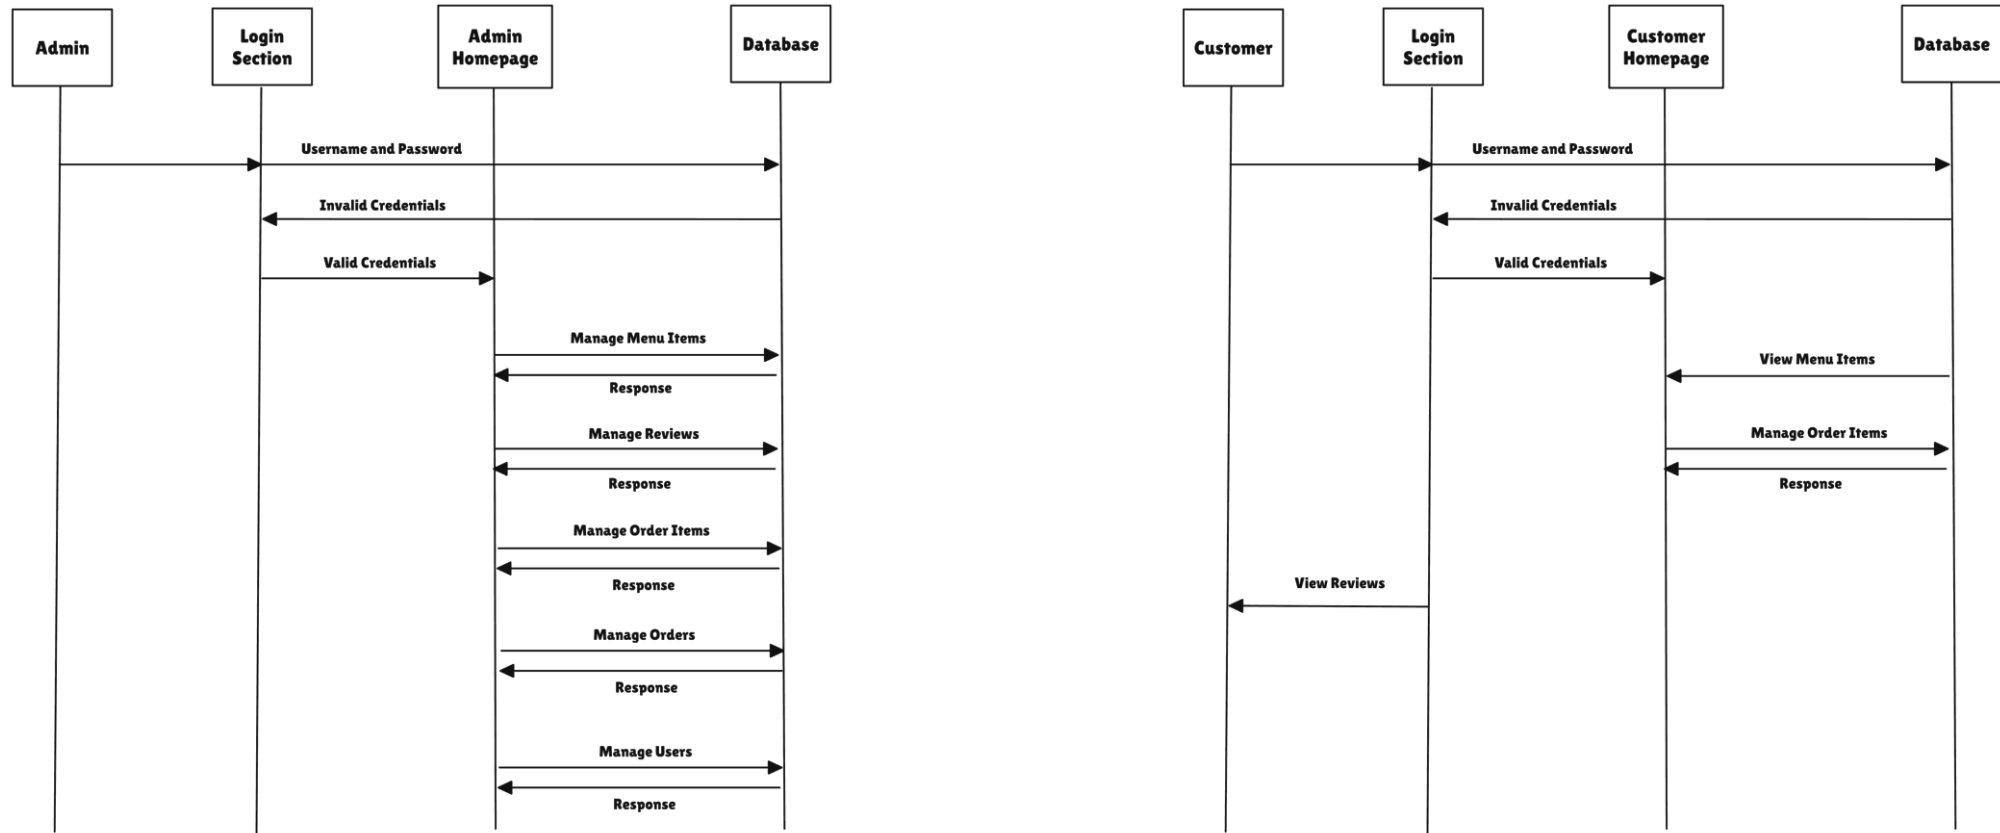 Admin
Login
Section
Admin
Homepage
Database
Username and Password
Invalid Credentials
Valid Credentials
Manage Menu Items
Response
Manage Reviews
Response
Manage Order Items
Response
Manage Orders
Response
Manage Users
Response
Customer
Login
Section
Customer
Homepage
Database
Username and Password
Invalid Credentials
Valid Credentials
View Menu Items
Manage Order Items
Response
View Reviews